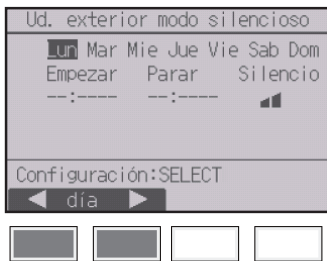 Ud. exterior modo silencioso
Lun Mar Mie Jue Vie Sab Dom
Empezar Parar Silencio
--:---- --:----
Configuración:SELECT
◀ día ▶